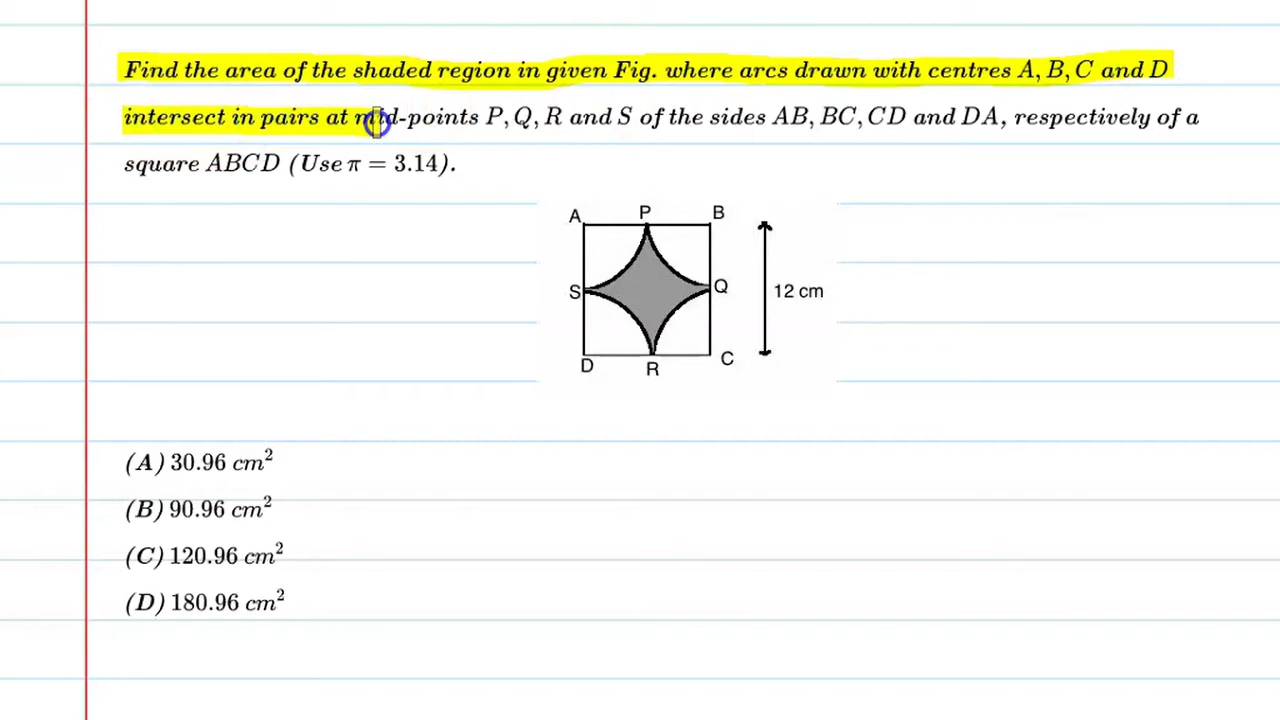 Find the area of the shaded region in given Fig. where arcs drawn with centres A, B, C and D
intersect in pairs at mid-points P, Q, R and S of the sides AB, BC, CD and DA, respectively of a
square ABCD (Use π = 3.14).
A P B
S Q 12 cm
D R C
(A) 30.96 cm²
(B) 90.96 cm²
(C) 120.96 cm²
(D) 180.96 cm²